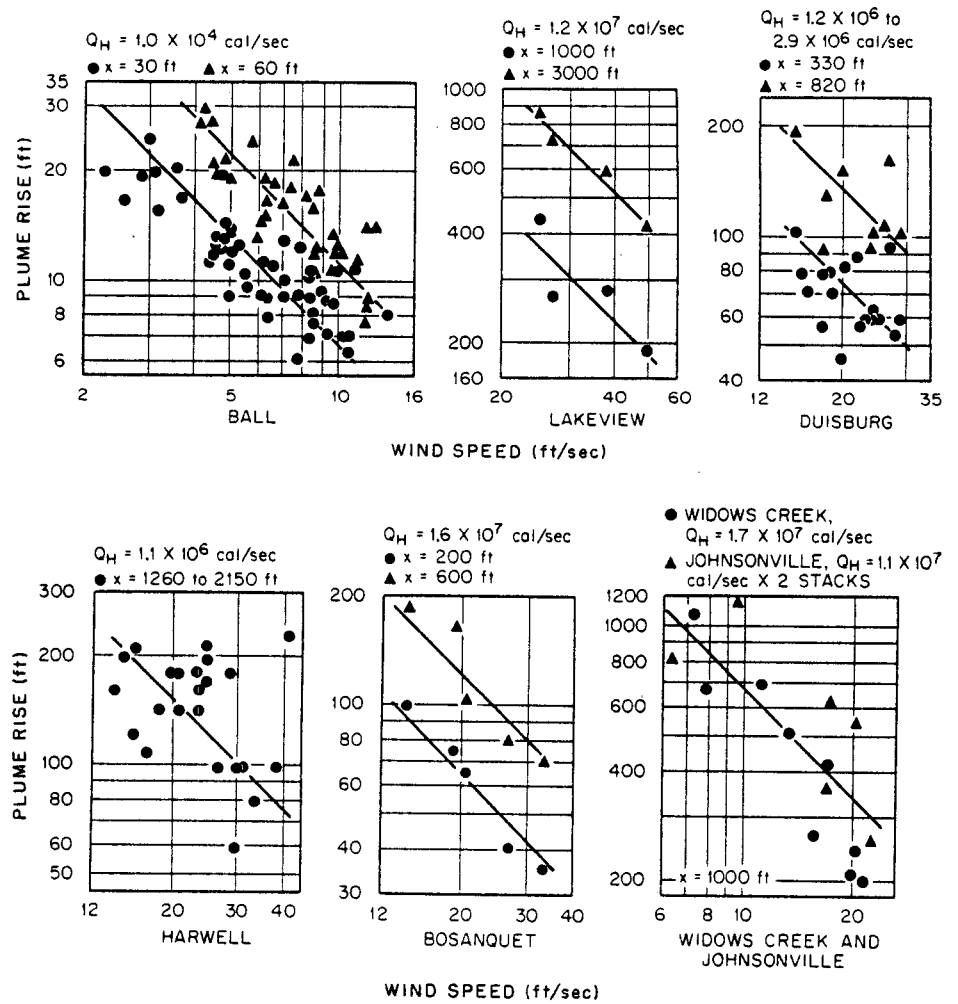 Q_H = 1.0 X 10^4 cal/sec
● x = 30 ft ▲ x = 60 ft
35
30
20
10
8
6
PLUME RISE (ft)
2
5
10
16
BALL
Q_H = 1.2 X 10^7 cal/sec
● x = 1000 ft
▲ x = 3000 ft
1000
800
600
400
200
160
12
20
40
60
LAKEVIEW
Q_H = 1.2 X 10^6 to
2.9 X 10^6 cal/sec
● x = 330 ft
▲ x = 820 ft
200
100
80
60
40
12
20
35
DUISBURG
WIND SPEED (ft/sec)
Q_H = 1.1 X 10^6 cal/sec
● x = 1260 to 2150 ft
300
200
100
80
60
50
PLUME RISE (ft)
12
20
30
40
HARWELL
Q_H = 1.6 X 10^7 cal/sec
● x = 200 ft
▲ x = 600 ft
200
100
80
60
40
30
12
20
30
40
BOSANQUET
● WIDOWS CREEK,
Q_H = 1.7 X 10^7 cal/sec
▲ JOHNSONVILLE, Q_H = 1.1 X 10^7
cal/sec X 2 STACKS
1200
1000
800
600
400
200
x = 1000 ft
6
8
10
20
WIDOWS CREEK AND
JOHNSONVILLE
WIND SPEED (ft/sec)